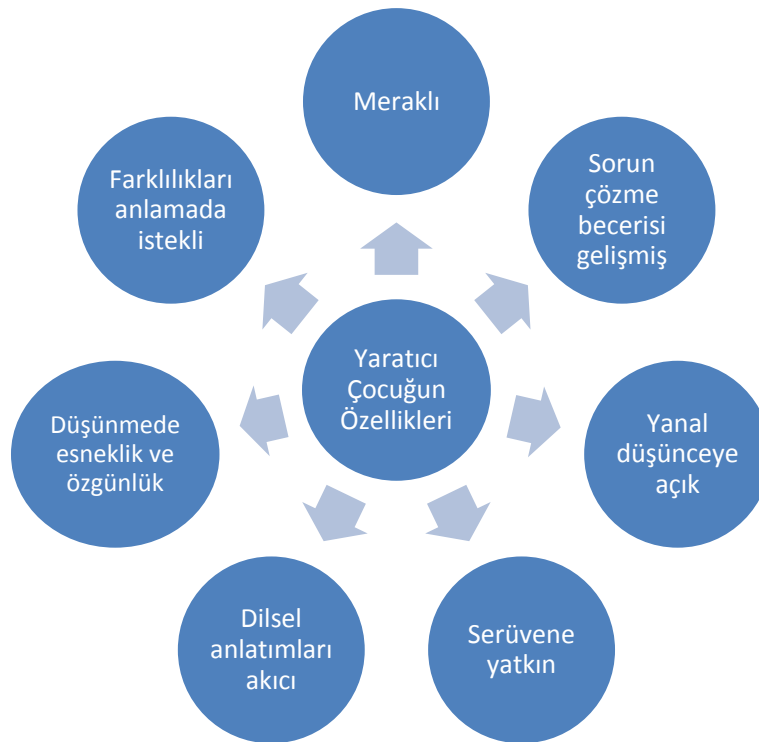 Meraklı
Sorun
çözme
becerisi
gelişmiş
Yanal
düşünceye
açık
Serüvene
yatkın
Dilsel
anlatımları
akıcı
Düşünmede
esneklik ve
özgünlük
Farklılıkları
anlamada
istekli
Yaratıcı
Çocuğun
Özellikleri